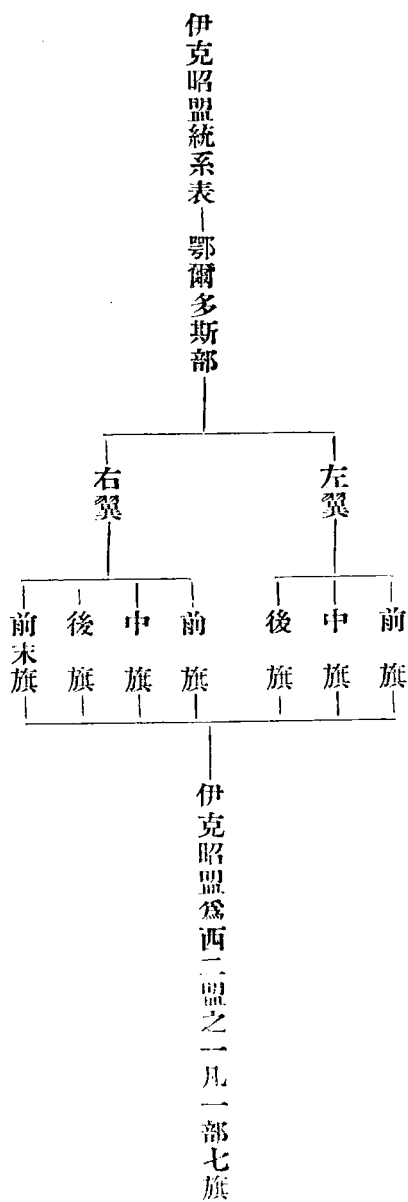 伊克昭盟統系表—鄂爾多斯部
左翼
前旗
中旗
後旗
右翼
前旗
中旗
後旗
前末旗
伊克昭盟爲西二盟之一凡一部七旗